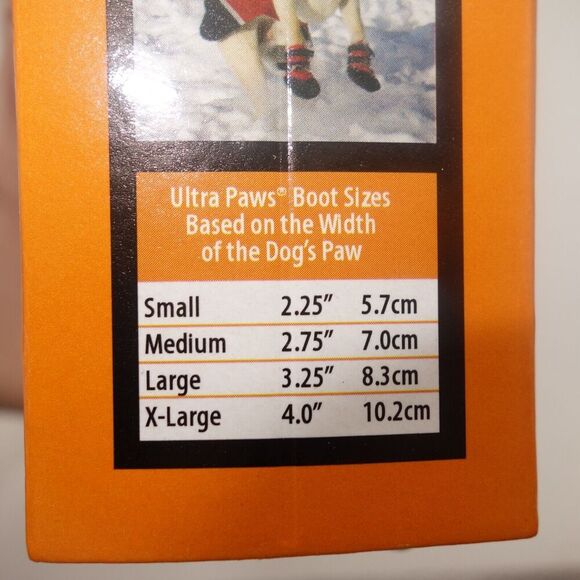 Ultra Paws® Boot Sizes
Based on the Width
of the Dog's Paw
Small 2.25" 5.7cm
Medium 2.75" 7.0cm
Large 3.25" 8.3cm
X-Large 4.0" 10.2cm